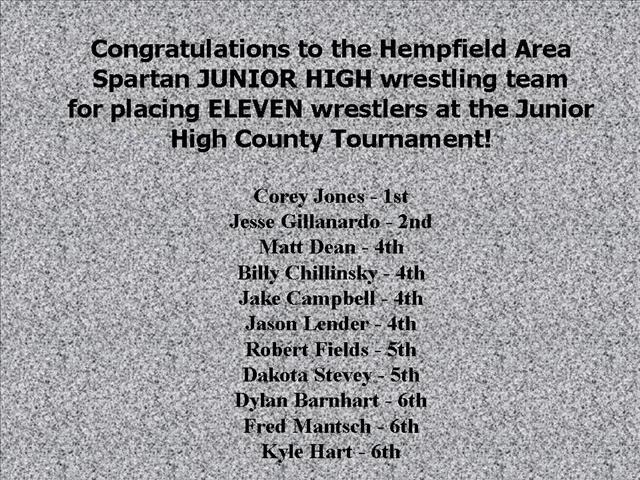 Congratulations to the Hempfield Area
Spartan JUNIOR HIGH wrestling team
for placing ELEVEN wrestlers at the Junior
High County Tournament!
Corey Jones - 1st
Jesse Gillanardo - 2nd
Matt Dean - 4th
Billy Chillinsky - 4th
Jake Campbell - 4th
Jason Lender - 4th
Robert Fields - 5th
Dakota Stevey - 5th
Dylan Barnhart - 6th
Fred Mantsch - 6th
Kyle Hart - 6th